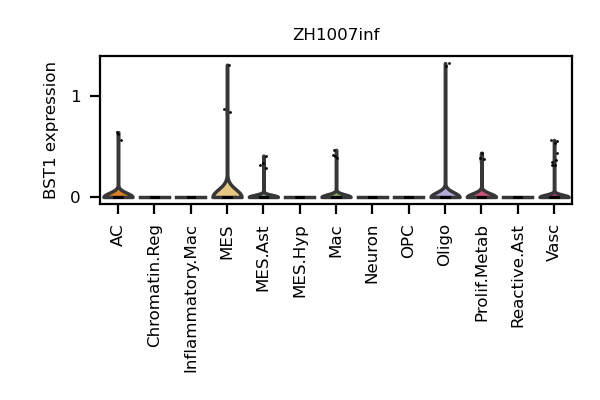 ZH1007inf
BST1 expression
1
0
AC
Chromatin.Reg
Inflammatory.Mac
MES
MES.Ast
MES.Hyp
Mac
Neuron
OPC
Oligo
Prolif.Metab
Reactive.Ast
Vasc